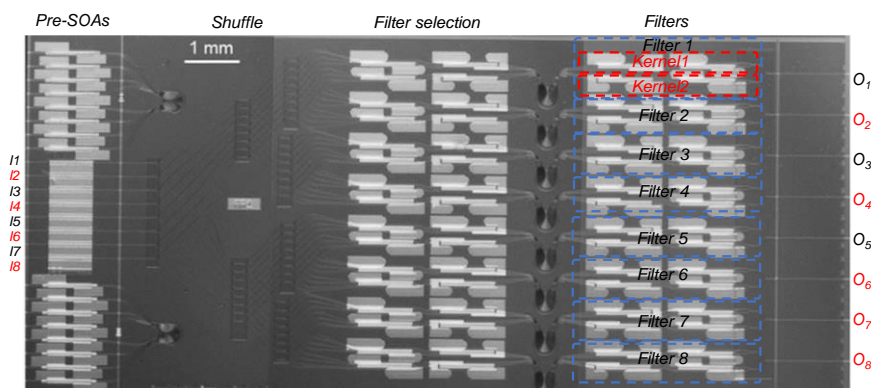 Pre-SOAs Shuffle Filter selection Filters
1 mm
Filter 1
Kernel1
Kernel2
Filter 2
Filter 3
Filter 4
Filter 5
Filter 6
Filter 7
Filter 8
I1
I2
I3
I4
I5
I6
I7
I8
O1
O2
O3
O4
O5
O6
O7
O8